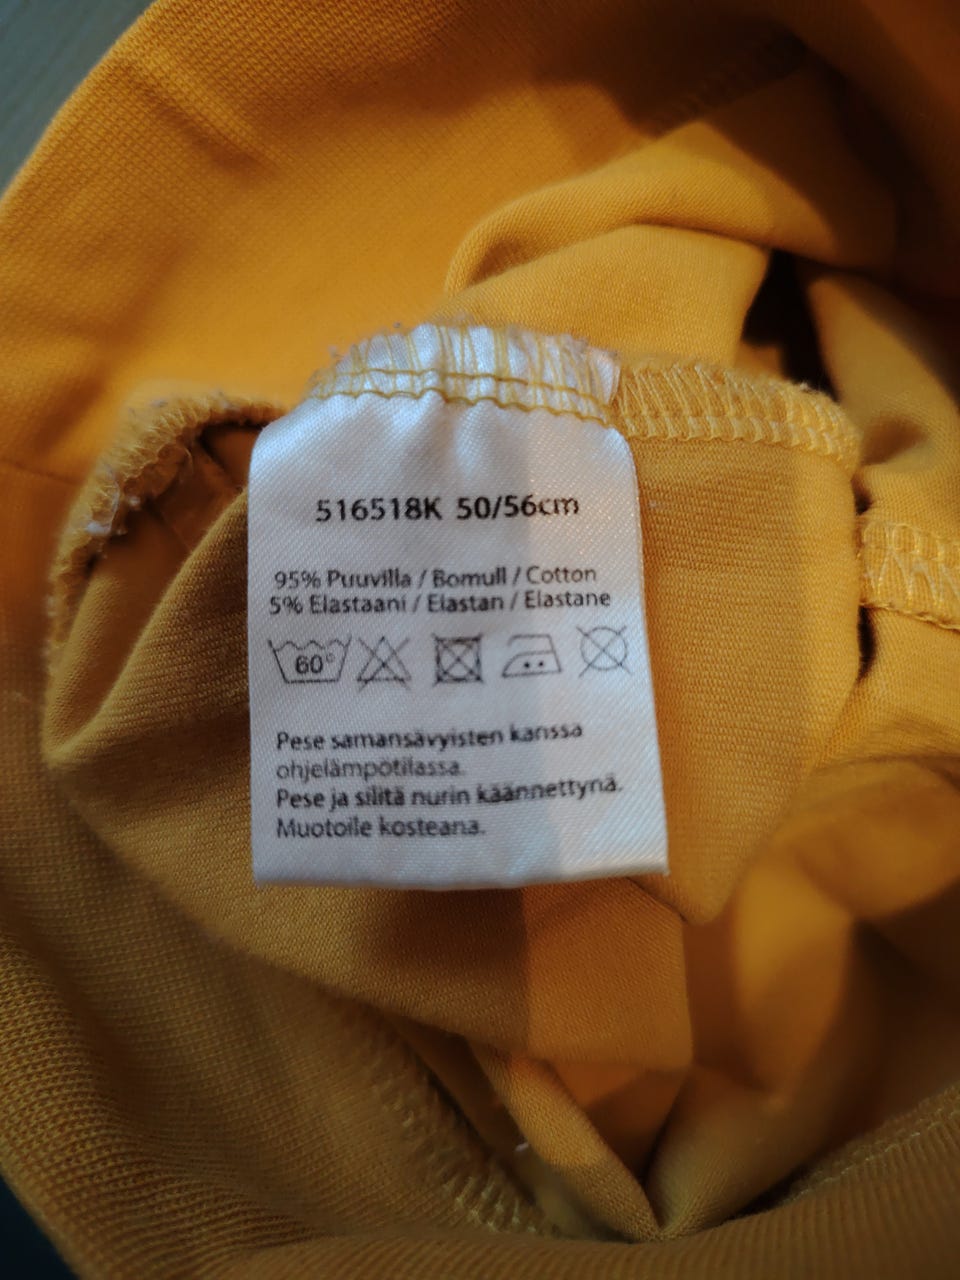 516518K 50/56cm
95% Puuvilla / Bomull / Cotton
5% Elastaani / Elastan / Elastane
60°
Pese samansävyisten kanssa
ohjelämpötilassa.
Pese ja silitä nurin käännettynä.
Muotoile kosteana.